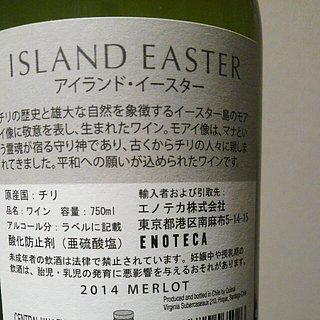 ISLAND EASTER
アイランド・イースター
チリの歴史と雄大な自然を象徴するイースター島のモア
イ像に敬意を表し、生まれたワイン。モアイ像は、マナとい
う霊魂が宿る守り神であり、古くからチリの人々に親しま
れてきました。平和への願いが込められたワインです。
原産国:チリ
品名:ワイン 容量:750ml
アルコール分:ラベルに記載
酸化防止剤(亜硫酸塩)
輸入者および引取先:
エノテカ株式会社
東京都港区南麻布5-14-15
ENOTECA
未成年者の飲酒は法律で禁止されています。妊娠中や授乳期の
飲酒は、胎児・乳児の発育に悪影響を与えるおそれがあります。
2014 MERLOT
Produced and bottled in Chile by
Virginia Subercaseaux 210, Pirque, Santiago-Chile
CENTRAL